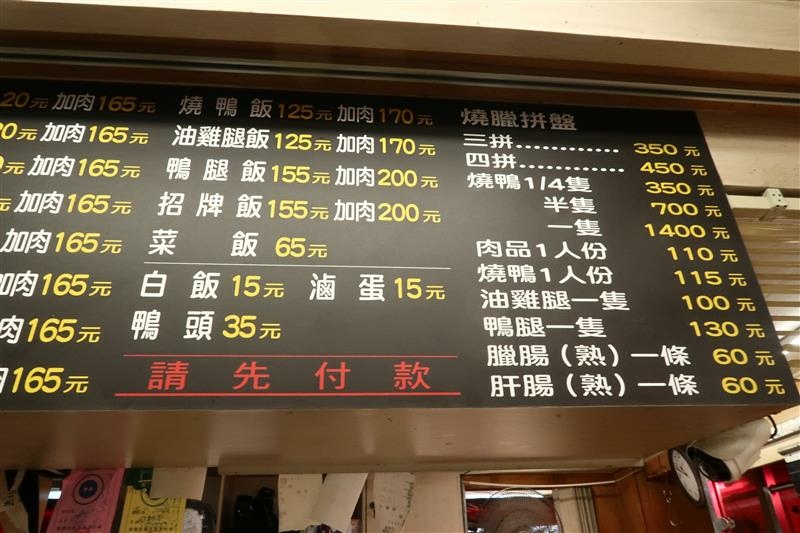 20元 加肉165元
20元 加肉165元
0元 加肉165元
元 加肉165元
加肉165元
加肉165元
肉165元
165元
燒鴨飯125元 加肉170元
油雞腿飯125元 加肉170元
鴨腿飯155元 加肉200元
招牌飯155元 加肉200元
菜飯 65元
白飯15元 滷蛋15元
鴨頭35元
請先付款
燒臘拼盤
三拼............350元
四拼............450元
燒鴨1/4隻 350元
半隻 700元
一隻 1400元
肉品1人份 110元
燒鴨1人份 115元
油雞腿一隻 100元
鴨腿一隻 130元
臘腸(熟)一條 60元
肝腸(熟)一條 60元